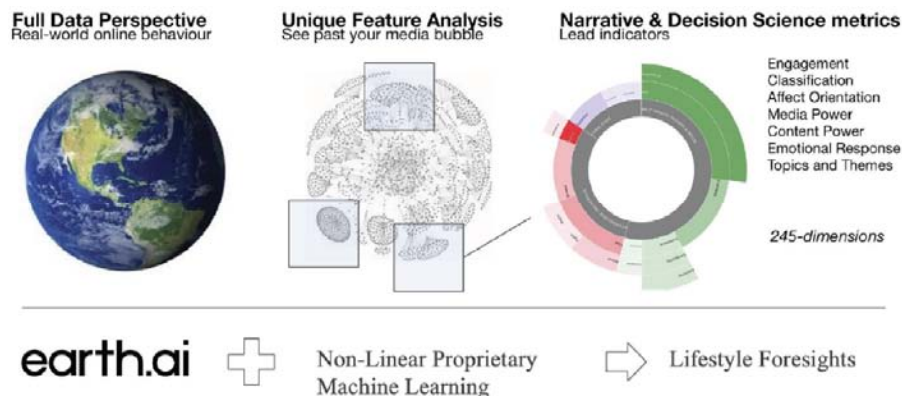 Full Data Perspective
Real-world online behaviour
Unique Feature Analysis
See past your media bubble
Narrative & Decision Science metrics
Lead indicators
Engagement
Classification
Affect Orientation
Media Power
Content Power
Emotional Response
Topics and Themes
245-dimensions
earth.ai
Non-Linear Proprietary
Machine Learning
Lifestyle Foresights